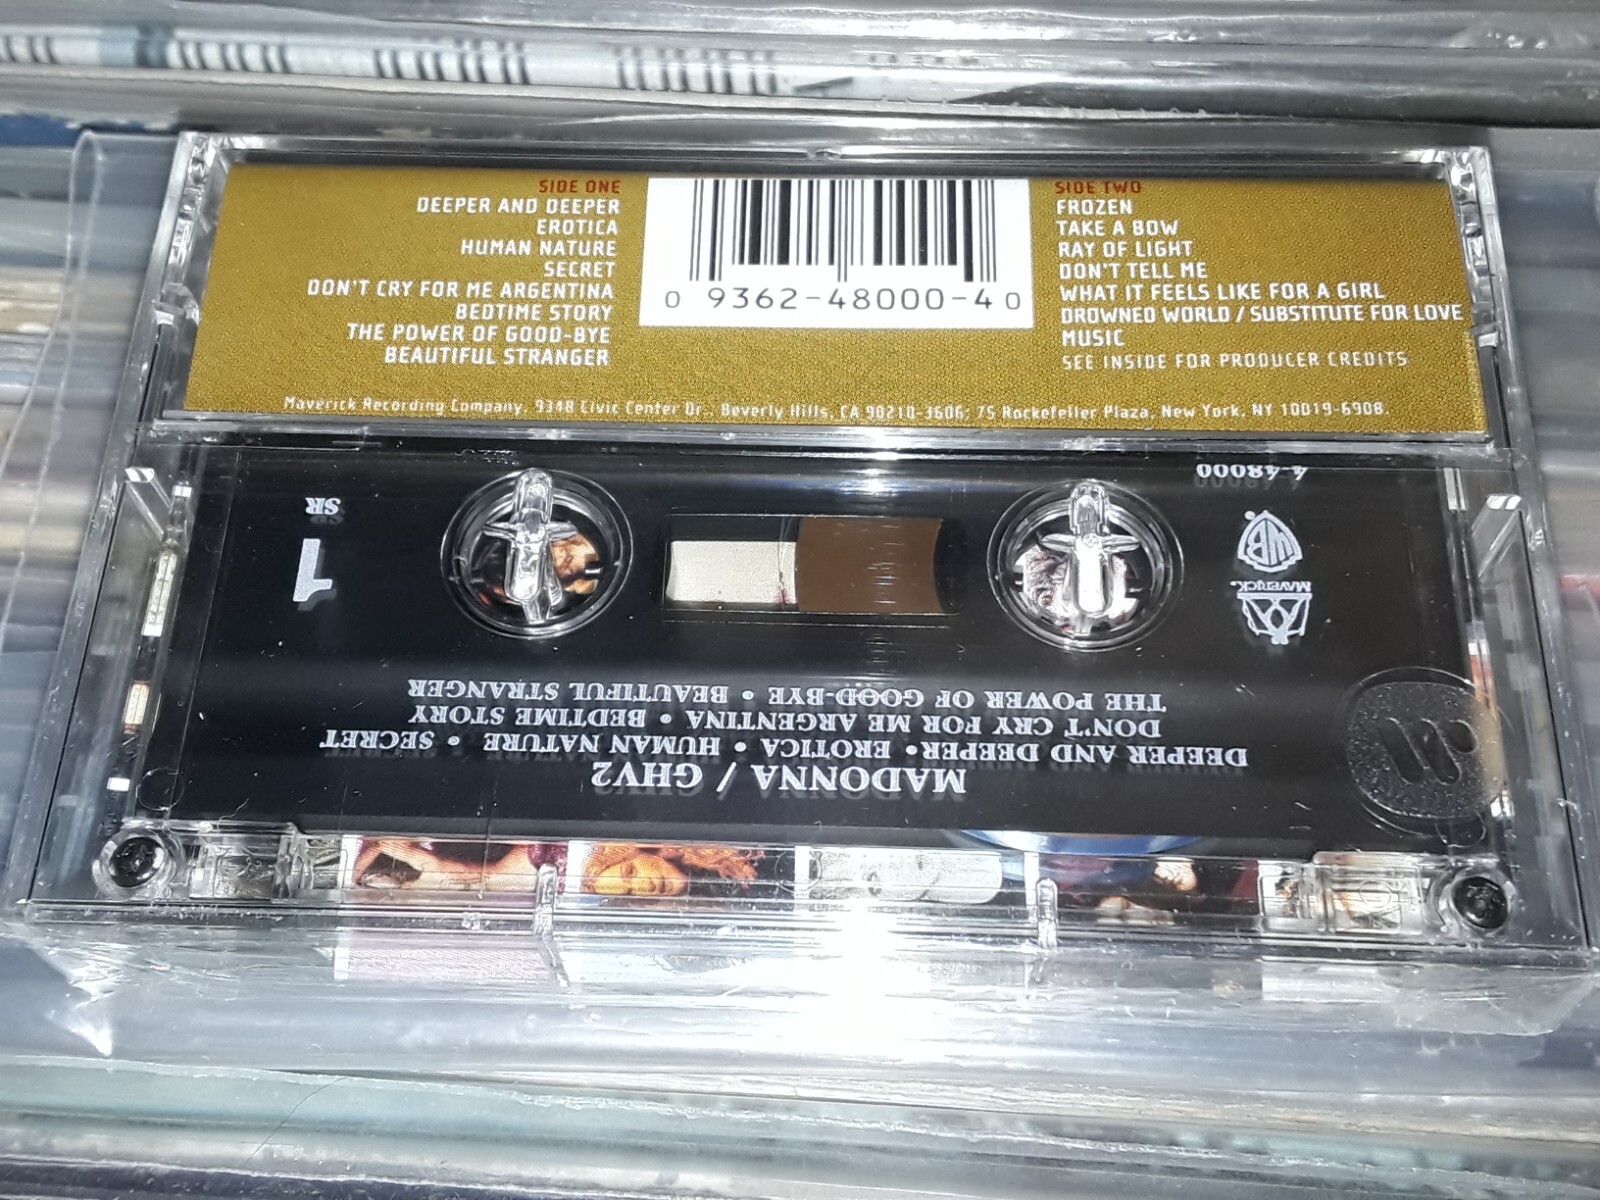 SIDE ONE
DEEPER AND DEEPER
EROTICA
HUMAN NATURE
SECRET
DON'T CRY FOR ME ARGENTINA
BEDTIME STORY
THE POWER OF GOOD-BYE
BEAUTIFUL STRANGER
0 9362-48000-4 0
SIDE TWO
FROZEN
TAKE A BOW
RAY OF LIGHT
DON'T TELL ME
WHAT IT FEELS LIKE FOR A GIRL
DROWNED WORLD / SUBSTITUTE FOR LOVE
MUSIC
SEE INSIDE FOR PRODUCER CREDITS
Maverick Recording Company, 9348 Civic Center Dr., Beverly Hills, CA 90210-3606; 75 Rockefeller Plaza, New York, NY 10019-6908.
MADONNA / GHV2
DEEPER AND DEEPER • EROTICA • HUMAN NATURE • SECRET
DON'T CRY FOR ME ARGENTINA • BEDTIME STORY
THE POWER OF GOOD-BYE • BEAUTIFUL STRANGER
MAVERICK.
WB
4-48000
1
SR